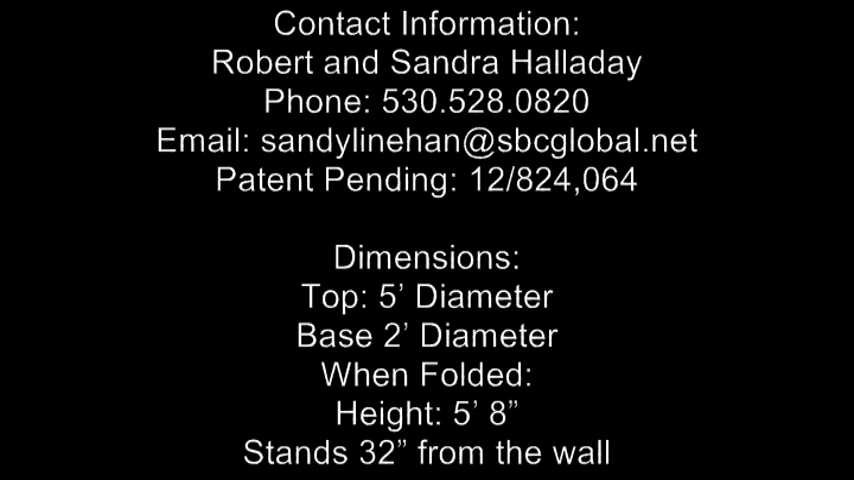 Contact Information:
Robert and Sandra Halladay
Phone: 530.528.0820
Email: sandylinehan@sbcglobal.net
Patent Pending: 12/824,064
Dimensions:
Top: 5’ Diameter
Base 2’ Diameter
When Folded:
Height: 5’ 8”
Stands 32” from the wall